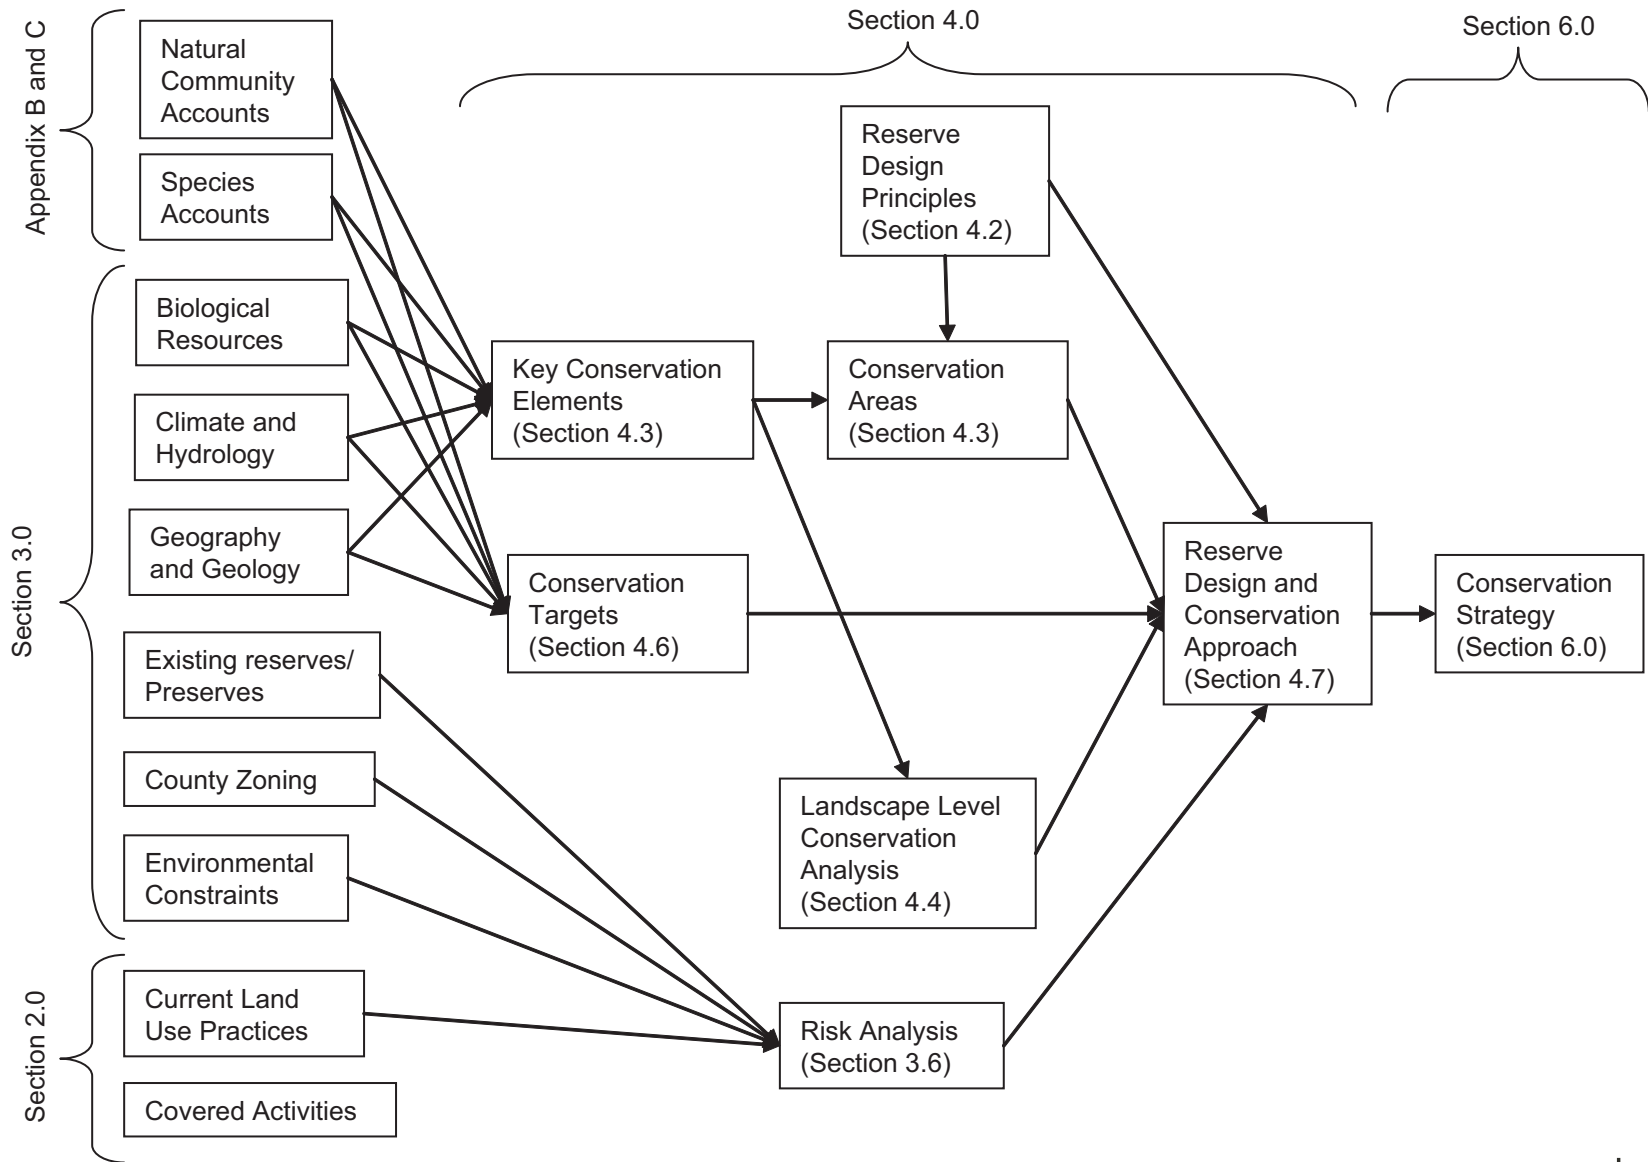 Section 4.0
Section 6.0
Appendix B and C
Natural
Community
Accounts
Species
Accounts
Section 3.0
Biological
Resources
Climate and
Hydrology
Geography
and Geology
Existing reserves/
Preserves
County Zoning
Environmental
Constraints
Section 2.0
Current Land
Use Practices
Covered Activities
Reserve
Design
Principles
(Section 4.2)
Key Conservation
Elements
(Section 4.3)
Conservation
Areas
(Section 4.3)
Conservation
Targets
(Section 4.6)
Landscape Level
Conservation
Analysis
(Section 4.4)
Risk Analysis
(Section 3.6)
Reserve
Design and
Conservation
Approach
(Section 4.7)
Conservation
Strategy
(Section 6.0)